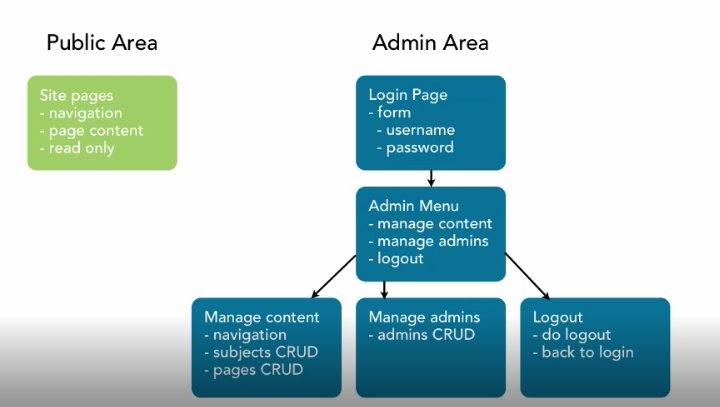 Public Area
Admin Area
Site pages
- navigation
- page content
- read only
Login Page
- form
- username
- password
Admin Menu
- manage content
- manage admins
- logout
Manage content
- navigation
- subjects CRUD
- pages CRUD
Manage admins
- admins CRUD
Logout
- do logout
- back to login